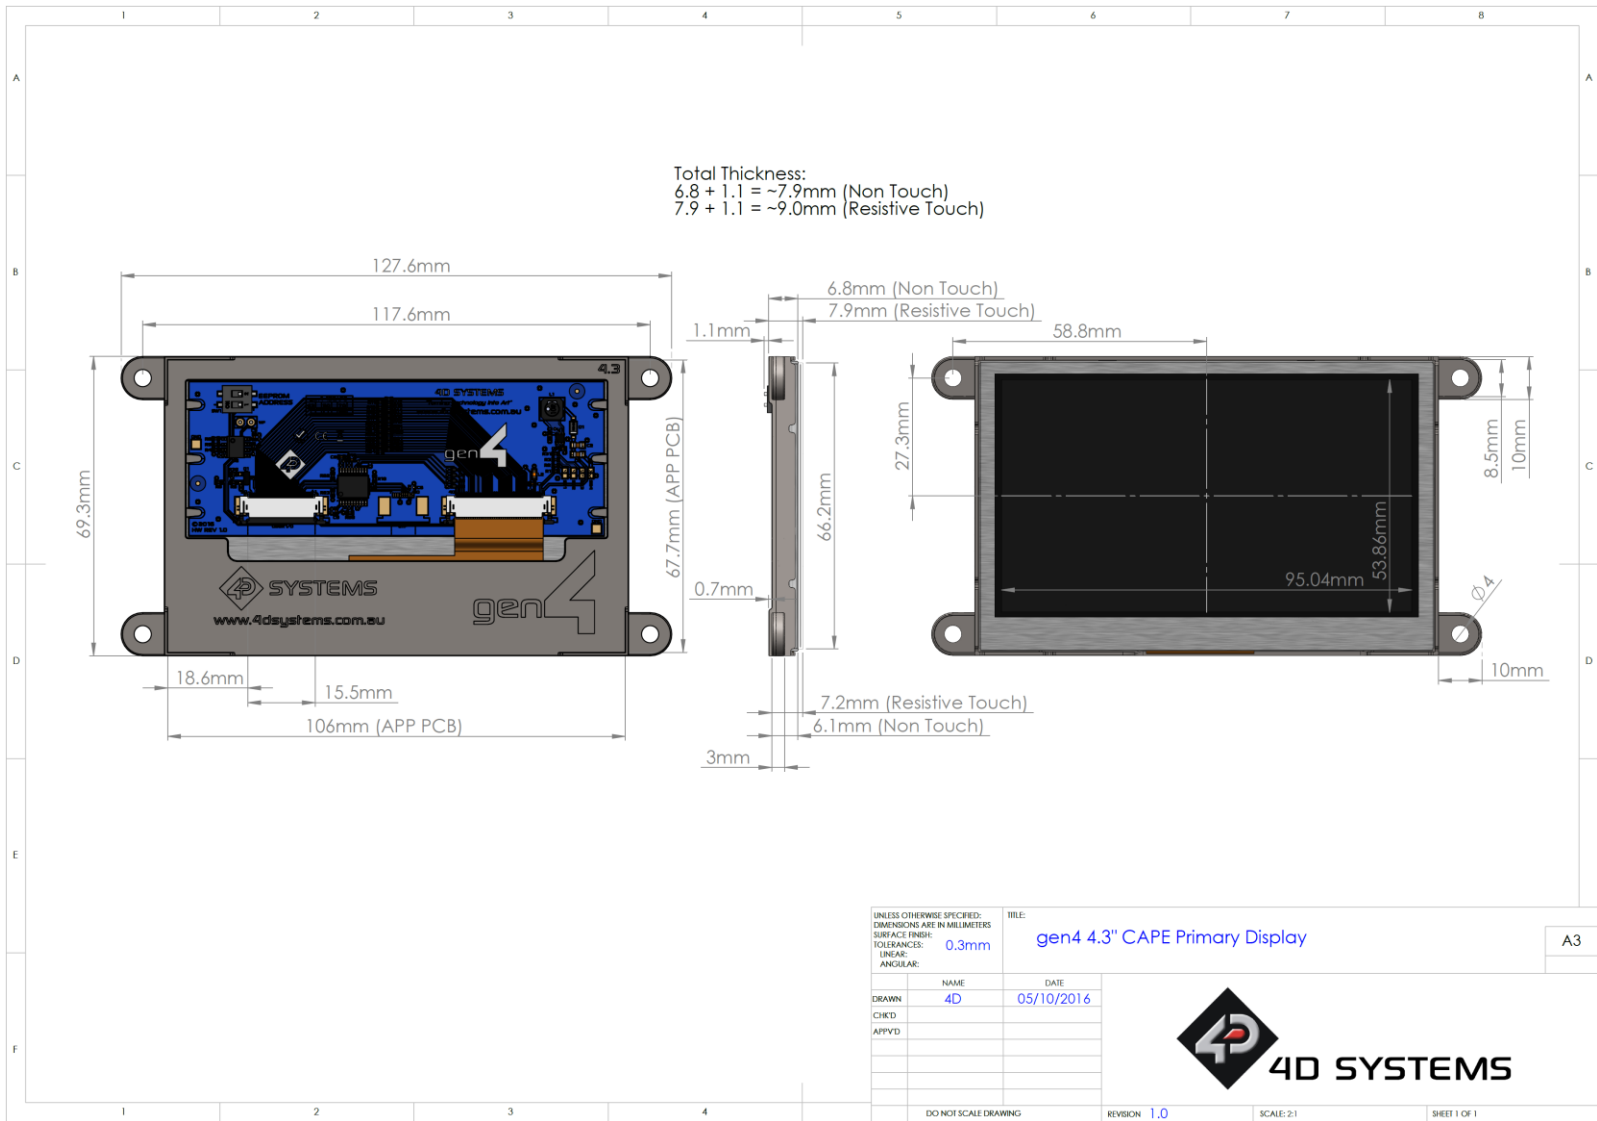 1 2 3 4 5 6 7 8
A A
B B
C C
D D
E
F
Total Thickness:
6.8 + 1.1 = ~7.9mm (Non Touch)
7.9 + 1.1 = ~9.0mm (Resistive Touch)
127.6mm
117.6mm
69.3mm
67.7mm (APP PCB)
4.3
EEPROM
ADDRESS
4D SYSTEMS
gen4
4D SYSTEMS
www.4dsystems.com.au
gen4
18.6mm
15.5mm
106mm (APP PCB)
6.8mm (Non Touch)
7.9mm (Resistive Touch)
1.1mm
66.2mm
0.7mm
7.2mm (Resistive Touch)
6.1mm (Non Touch)
3mm
58.8mm
27.3mm
8.5mm
10mm
53.86mm
95.04mm
Ø4
10mm
UNLESS OTHERWISE SPECIFIED:
DIMENSIONS ARE IN MILLIMETERS
SURFACE FINISH:
TOLERANCES: 0.3mm
LINEAR:
ANGULAR:
TITLE:
gen4 4.3" CAPE Primary Display
A3
NAME DATE
DRAWN 4D 05/10/2016
CHK'D
APPV'D
4D SYSTEMS
DO NOT SCALE DRAWING
REVISION 1.0
SCALE: 2:1
SHEET 1 OF 1
1 2 3 4